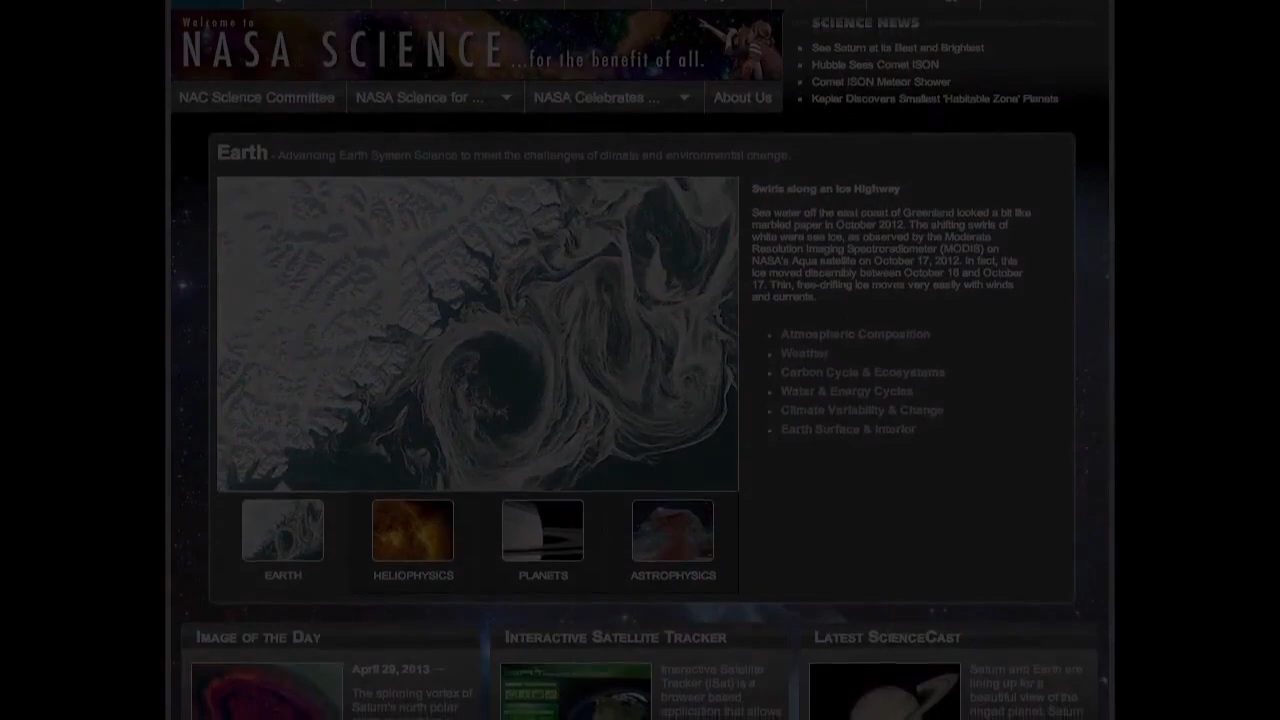 Welcome to
NASA SCIENCE ...for the benefit of all.
SCIENCE NEWS
See Saturn at its Best and Brightest
Hubble Sees Comet ISON
Comet ISON Meteor Shower
Kepler Discovers Smallest 'Habitable Zone' Planets
NAC Science Committee
NASA Science for ...
NASA Celebrates ...
About Us
Earth - Advancing Earth System Science to meet the challenges of climate and environmental change.
Swirls along an Ice Highway
Sea water off the east coast of Greenland looked a bit like
marbled paper in October 2012. The shifting swirls of
white were sea ice, as observed by the Moderate
Resolution Imaging Spectroradiometer (MODIS) on
NASA's Aqua satellite on October 17, 2012. In fact, this
ice moved discernibly between October 16 and October
17. Thin, free-drifting ice moves very easily with winds
and currents.
Atmospheric Composition
Weather
Carbon Cycle & Ecosystems
Water & Energy Cycles
Climate Variability & Change
Earth Surface & Interior
EARTH
HELIOPHYSICS
PLANETS
ASTROPHYSICS
IMAGE OF THE DAY
April 29, 2013 —
The spinning vortex of
Saturn's north polar
INTERACTIVE SATELLITE TRACKER
Interactive Satellite
Tracker (iSat) is a
browser based
application that allows
LATEST SCIENCECAST
Saturn and Earth are
lining up for a
beautiful view of the
ringed planet. Saturn